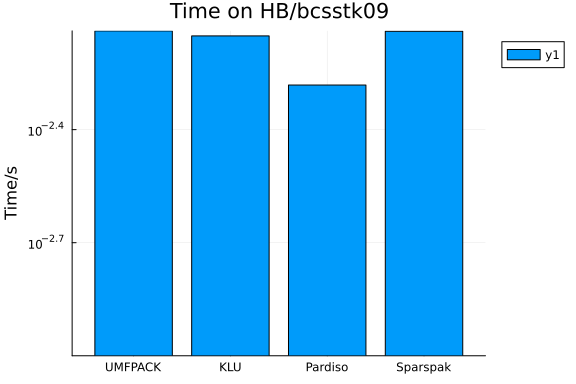 Time on HB/bcsstk09
y1
10^−2.4
Time/s
10^−2.7
UMFPACK KLU Pardiso Sparspak